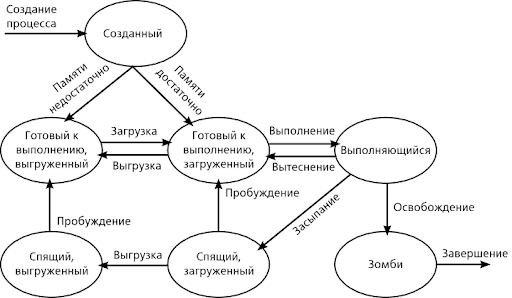 Создание
процесса
Созданный
Памяти
недостаточно
Памяти
достаточно
Готовый к
выполнению,
выгруженный
Загрузка
Выгрузка
Готовый к
выполнению,
загруженный
Выполнение
Вытеснение
Выполняющийся
Пробуждение
Пробуждение
Засыпание
Освобождение
Спящий,
выгруженный
Выгрузка
Спящий,
загруженный
Зомби
Завершение